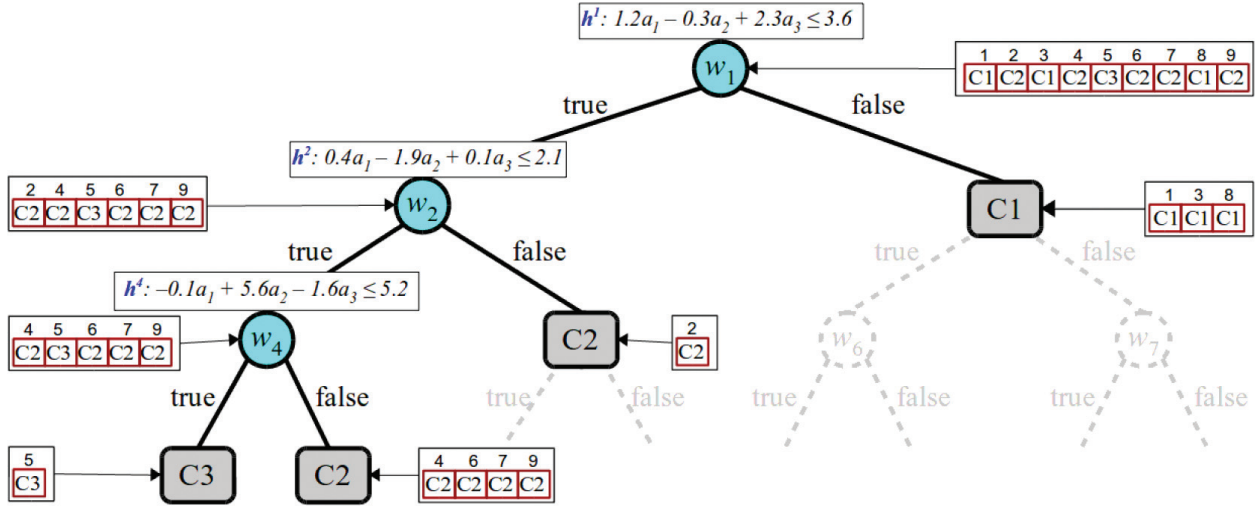 h¹: 1.2a₁ – 0.3a₂ + 2.3a₃ ≤ 3.6
w₁
1 2 3 4 5 6 7 8 9
C1 C2 C1 C2 C3 C2 C2 C1 C2
true
false
h²: 0.4a₁ – 1.9a₂ + 0.1a₃ ≤ 2.1
2 4 5 6 7 9
C2 C2 C3 C2 C2 C2
w₂
C1
1 3 8
C1 C1 C1
true
false
true
false
h⁴: –0.1a₁ + 5.6a₂ – 1.6a₃ ≤ 5.2
4 5 6 7 9
C2 C3 C2 C2 C2
w₄
C2
2
C2
w₆
w₇
true
false
true
false
true
false
true
false
5
C3
C3
C2
4 6 7 9
C2 C2 C2 C2